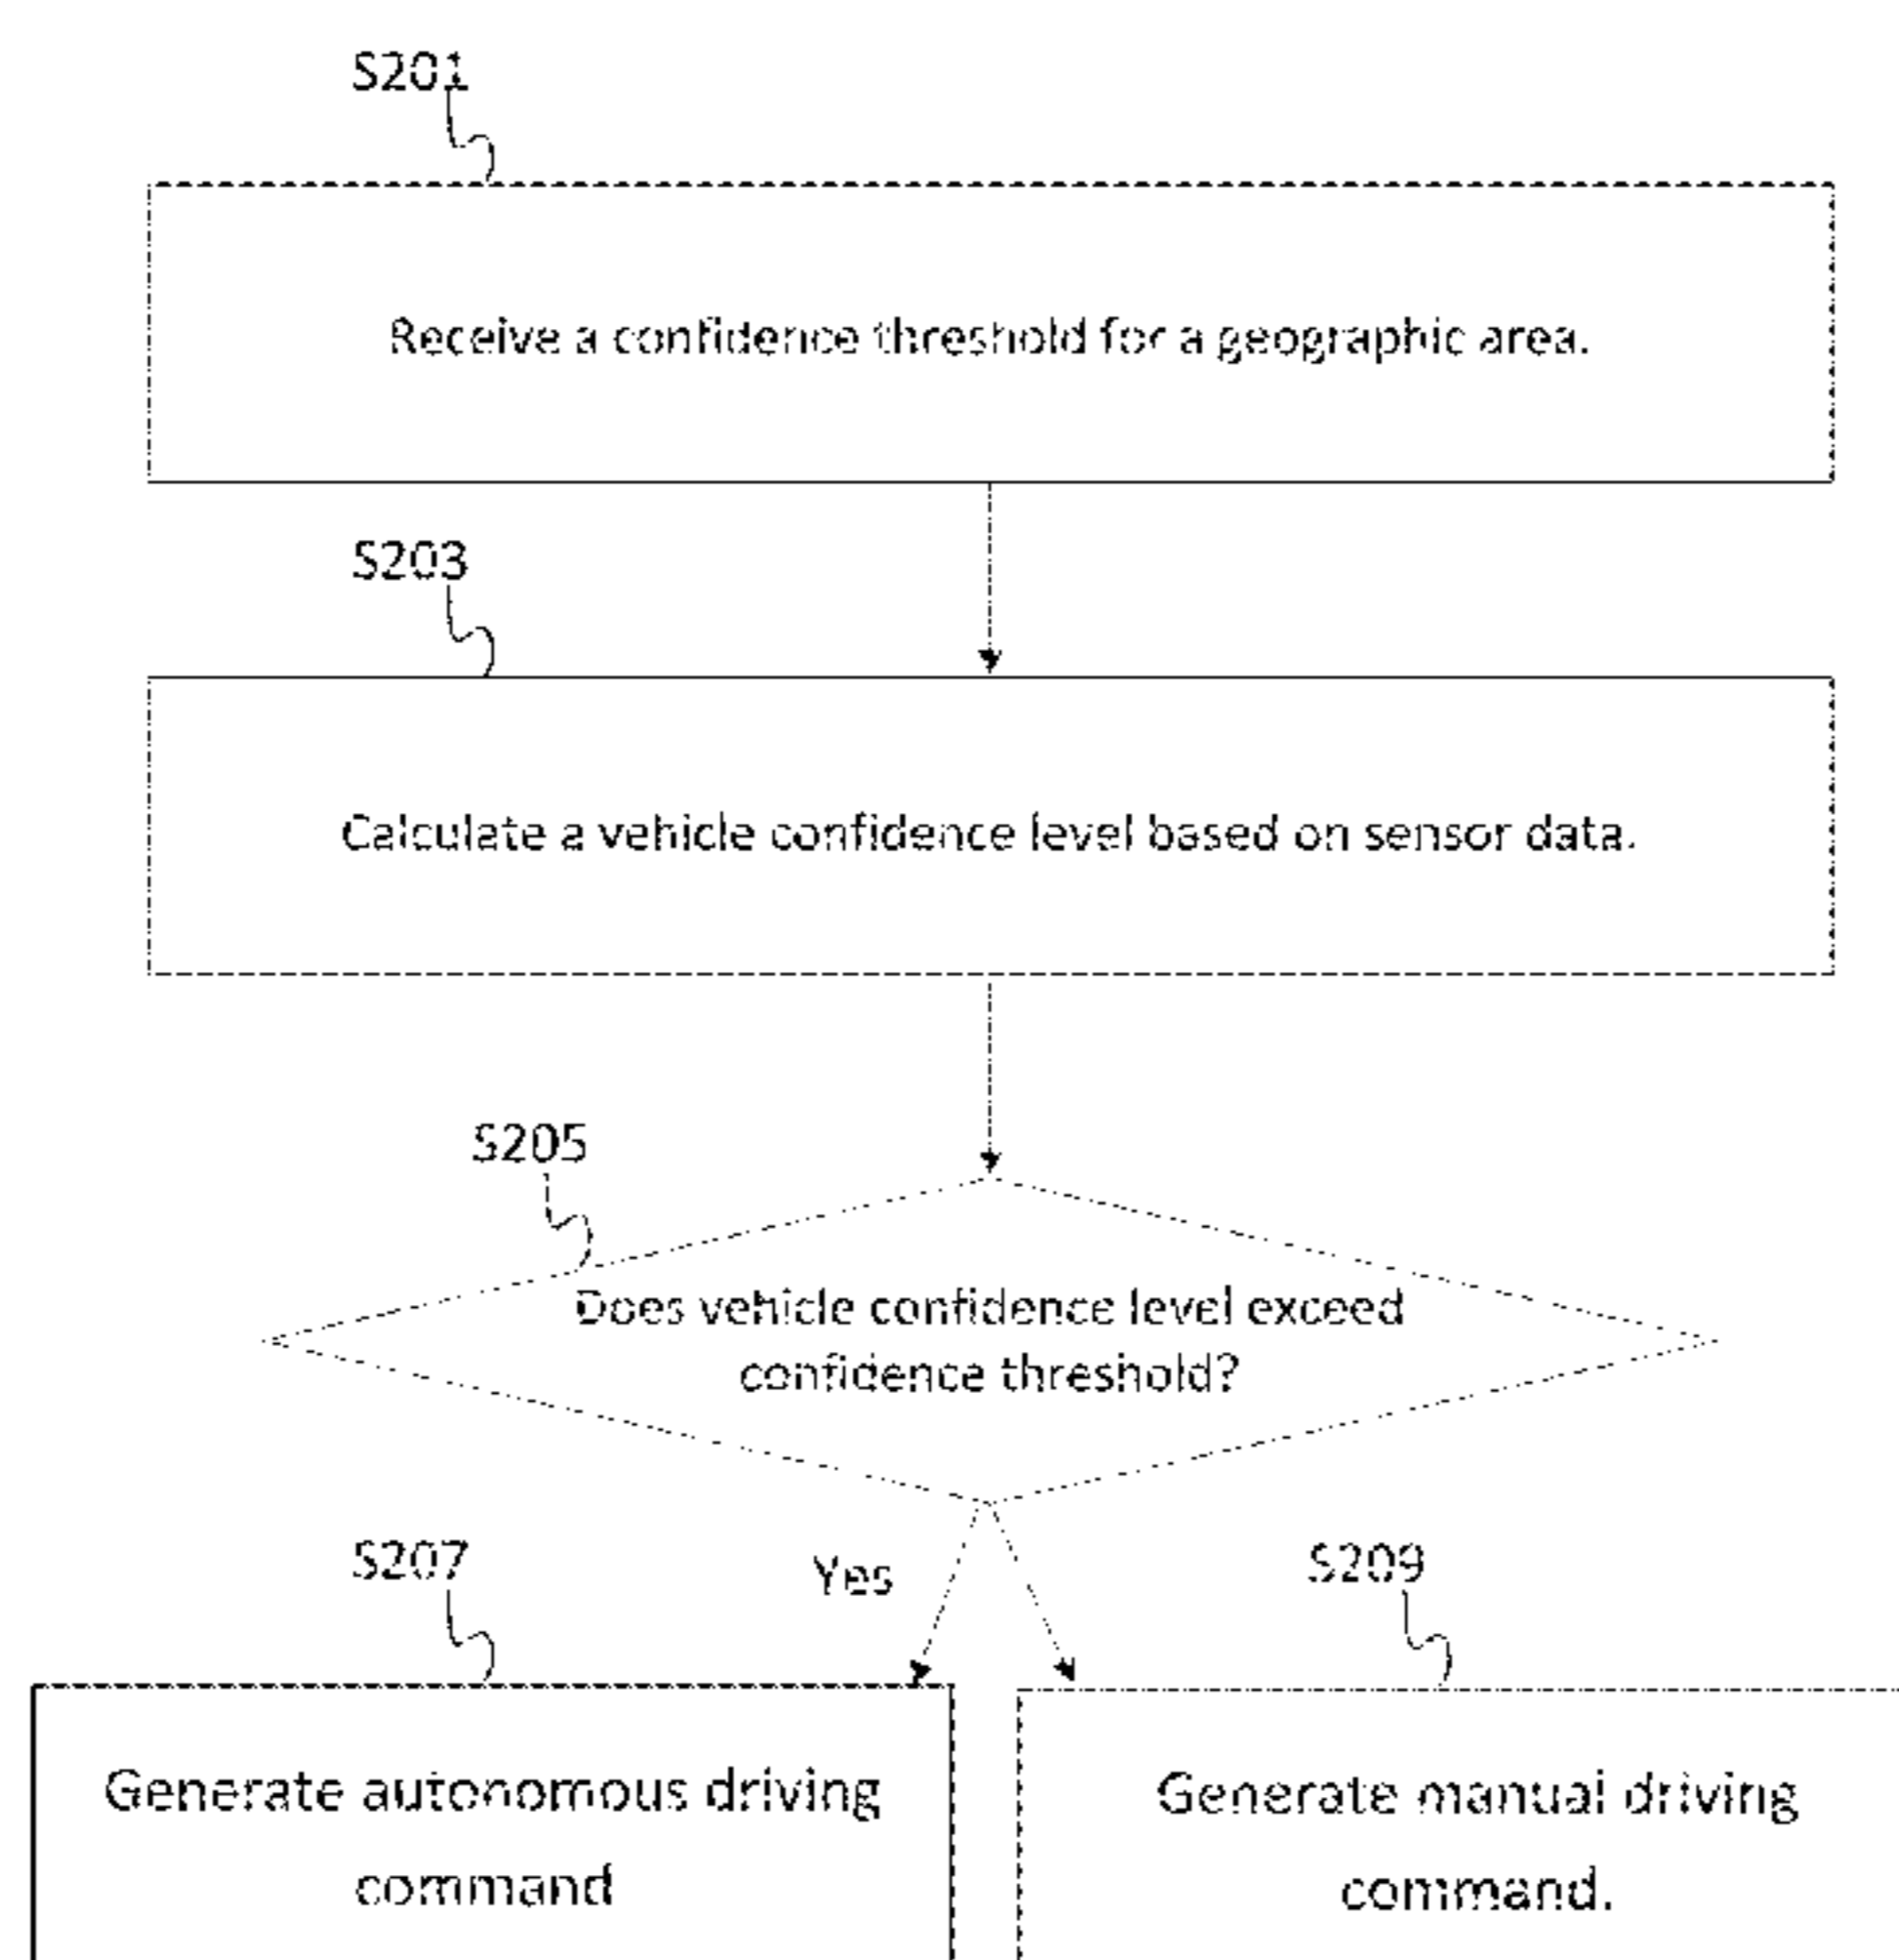 S201
Receive a confidence threshold for a geographic area.
S203
Calculate a vehicle confidence level based on sensor data.
S205
Does vehicle confidence level exceed
confidence threshold?
S207
Yes
S209
Generate autonomous driving
command
Generate manual driving
command.